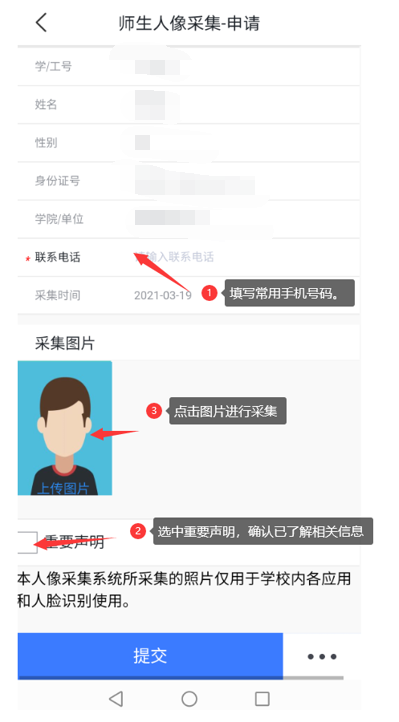 师生人像采集-申请
学/工号
姓名
性别
身份证号
学院/单位
* 联系电话
输入联系电话
采集时间 2021-03-19
1 填写常用手机号码。
采集图片
3 点击图片进行采集
上传图片
2 选中重要声明，确认已了解相关信息
重要声明
本人像采集系统所采集的照片仅用于学校内各应用
和人脸识别使用。
提交